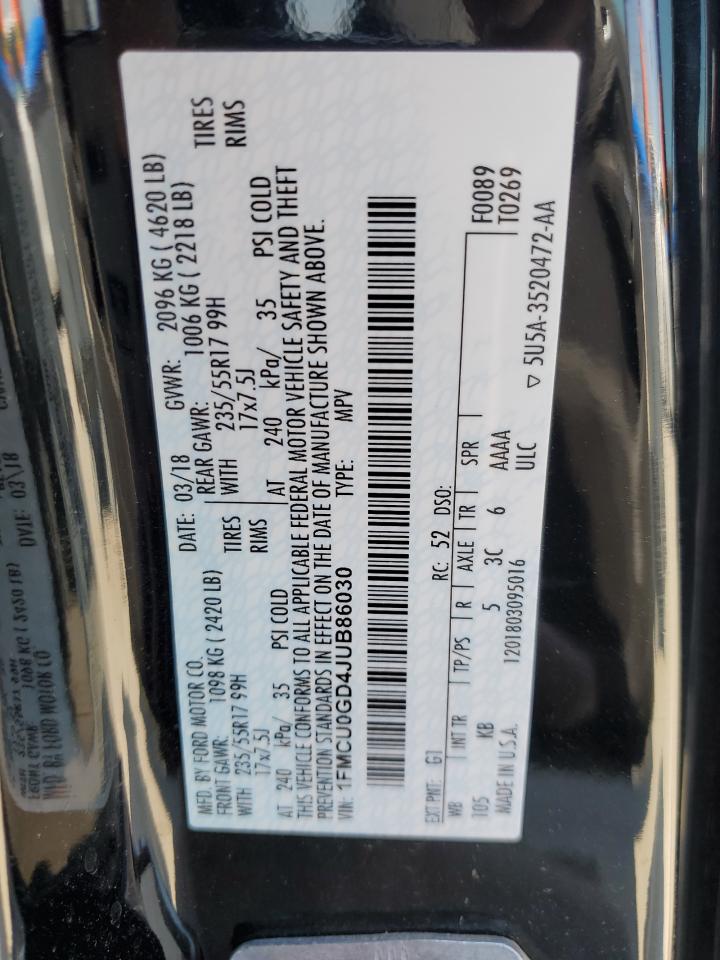 MFD. BY FORD MOTOR CO.
DATE: 03/18 GVWR: 2096 KG ( 4620 LB)
FRONT GAWR: 1098 KG ( 2420 LB) REAR GAWR: 1006 KG ( 2218 LB)
WITH 235/55R17 99H TIRES WITH 235/55R17 99H TIRES
17x7.5J RIMS 17x7.5J RIMS
AT 240 kPa/ 35 PSI COLD AT 240 kPa/ 35 PSI COLD
THIS VEHICLE CONFORMS TO ALL APPLICABLE FEDERAL MOTOR VEHICLE SAFETY AND THEFT
PREVENTION STANDARDS IN EFFECT ON THE DATE OF MANUFACTURE SHOWN ABOVE.
VIN: 1FMCU0GD4JUB86030 TYPE: MPV
EXT PNT: G1 RC: 52 DSO: F0089
WB INT TR TP/PS R AXLE TR SPR T0269
105 KB 5 3C 6 AAAA
MADE IN U.S.A. 1201803095016 ULC
▽ 5U5A-3520472-AA